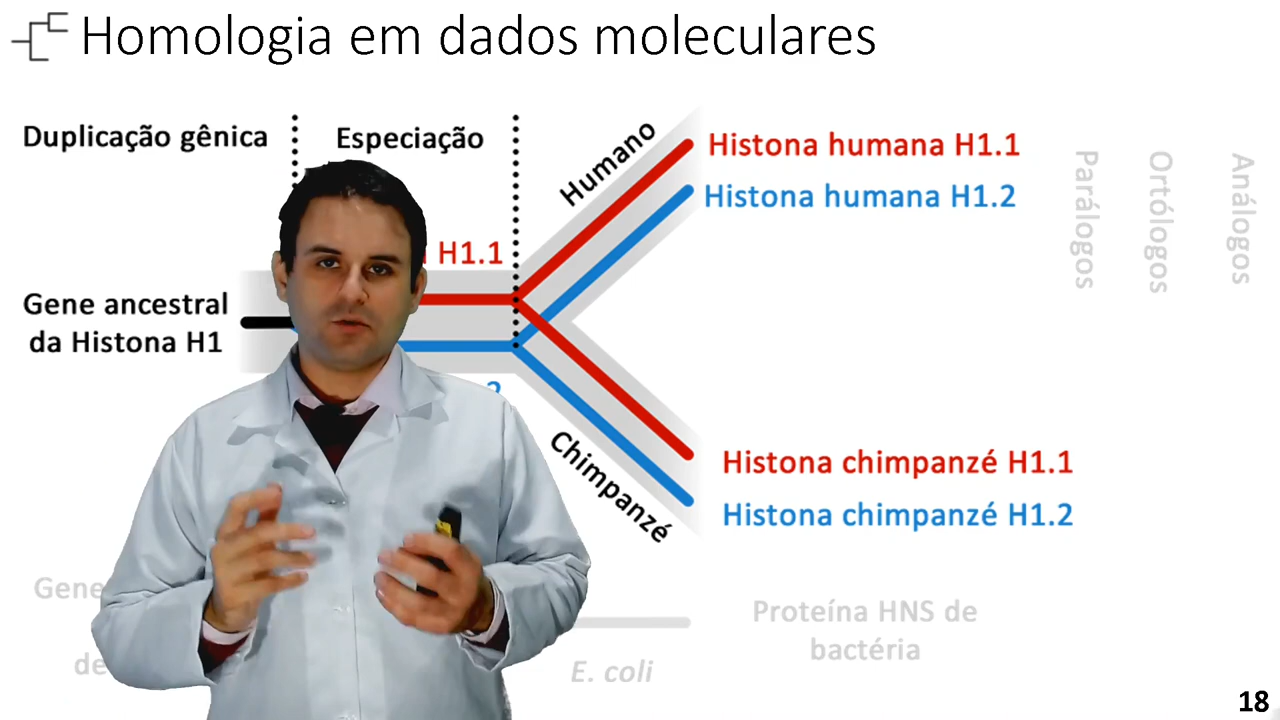 Homologia em dados moleculares
Duplicação gênica
Especiação
Humano
Histona humana H1.1
Histona humana H1.2
Parálogos
Ortólogos
Análogos
H1.1
Gene ancestral
da Histona H1
Chimpanzé
Histona chimpanzé H1.1
Histona chimpanzé H1.2
Gene
de
E. coli
Proteína HNS de
bactéria
18